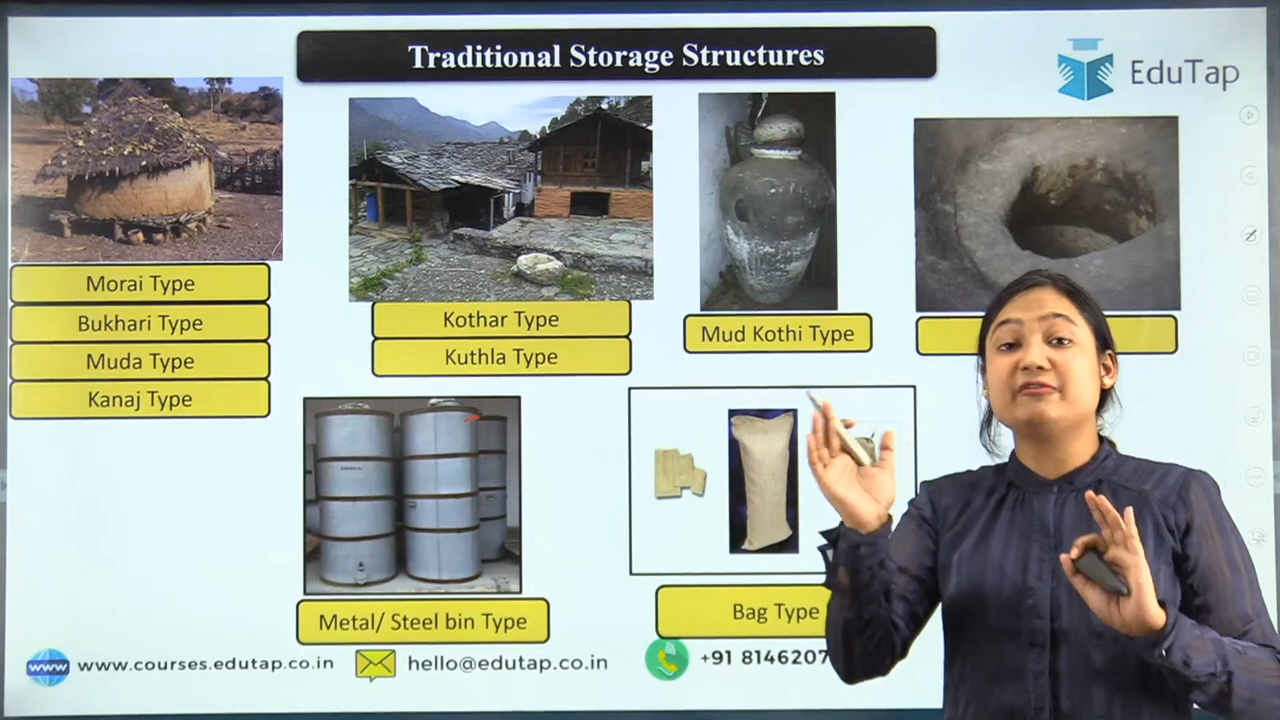 Traditional Storage Structures
EduTap
Morai Type
Bukhari Type
Muda Type
Kanaj Type
Kothar Type
Kuthla Type
Mud Kothi Type
Metal/ Steel bin Type
Bag Type
www
www.courses.edutap.co.in
hello@edutap.co.in
+91 8146207